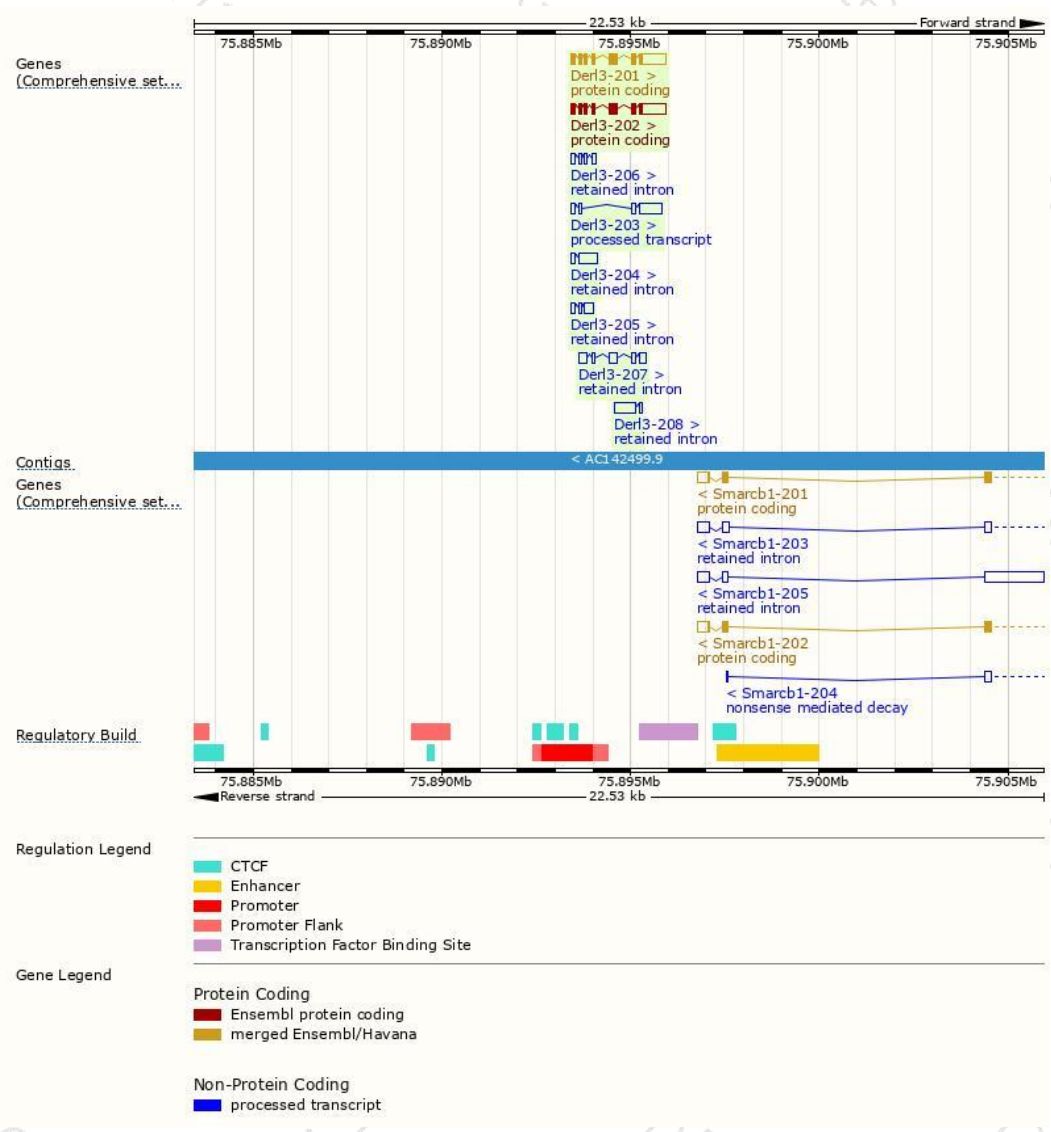 22.53 kb
Forward strand
75.885Mb 75.890Mb 75.895Mb 75.900Mb 75.905Mb
Genes
(Comprehensive set...
Derl3-201 >
protein coding
Derl3-202 >
protein coding
Derl3-206 >
retained intron
Derl3-203 >
processed transcript
Derl3-204 >
retained intron
Derl3-205 >
retained intron
Derl3-207 >
retained intron
Derl3-208 >
retained intron
Contigs
< AC142499.9
Genes
(Comprehensive set...
< Smarcb1-201
protein coding
< Smarcb1-203
retained intron
< Smarcb1-205
retained intron
< Smarcb1-202
protein coding
< Smarcb1-204
nonsense mediated decay
Regulatory Build
75.885Mb 75.890Mb 75.895Mb 75.900Mb 75.905Mb
Reverse strand
22.53 kb
Regulation Legend
CTCF
Enhancer
Promoter
Promoter Flank
Transcription Factor Binding Site
Gene Legend
Protein Coding
Ensembl protein coding
merged Ensembl/Havana
Non-Protein Coding
processed transcript